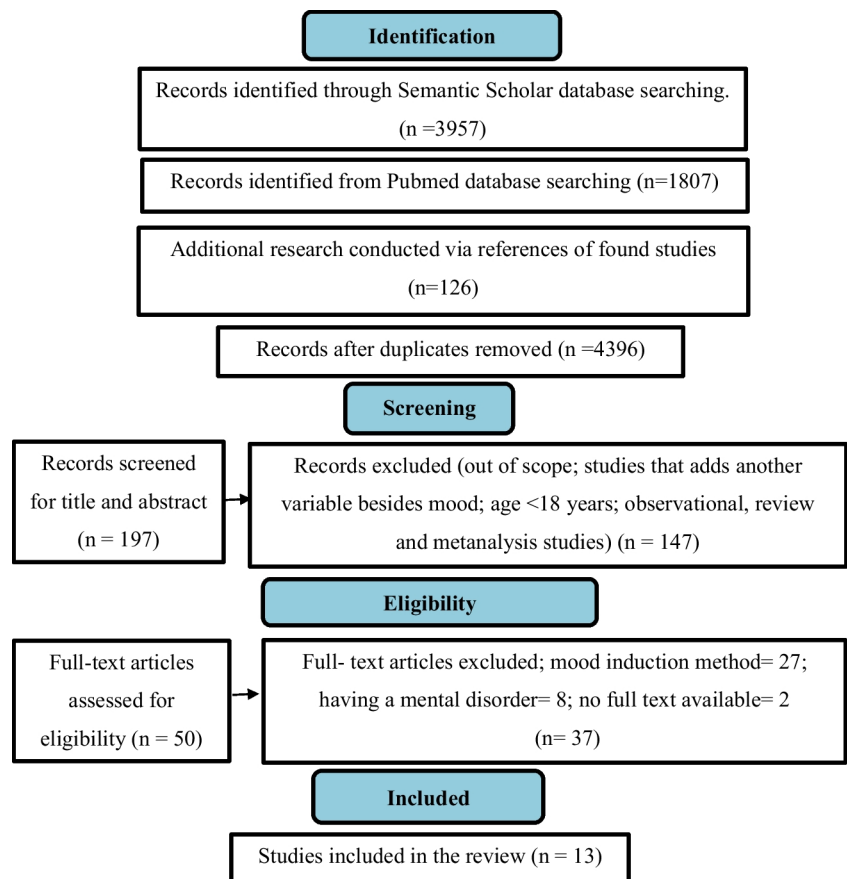 Identification
Records identified through Semantic Scholar database searching.
(n =3957)
Records identified from Pubmed database searching (n=1807)
Additional research conducted via references of found studies
(n=126)
Records after duplicates removed (n =4396)
Screening
Records screened
for title and abstract
(n = 197)
Records excluded (out of scope; studies that adds another
variable besides mood; age <18 years; observational, review
and metanalysis studies) (n = 147)
Eligibility
Full-text articles
assessed for
eligibility (n = 50)
Full- text articles excluded; mood induction method= 27;
having a mental disorder= 8; no full text available= 2
(n= 37)
Included
Studies included in the review (n = 13)